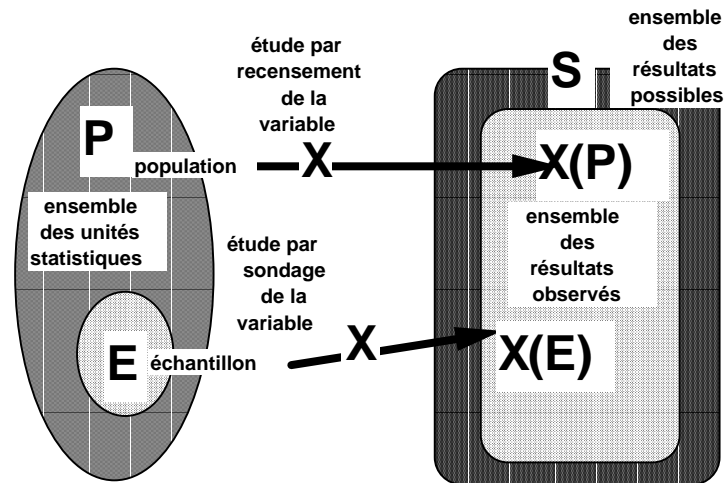 étude par
recensement
de la
variable
X
P
population
ensemble
des unités
statistiques
étude par
sondage
de la
variable
X
E
échantillon
ensemble
des
résultats
possibles
S
X(P)
ensemble
des
résultats
observés
X(E)